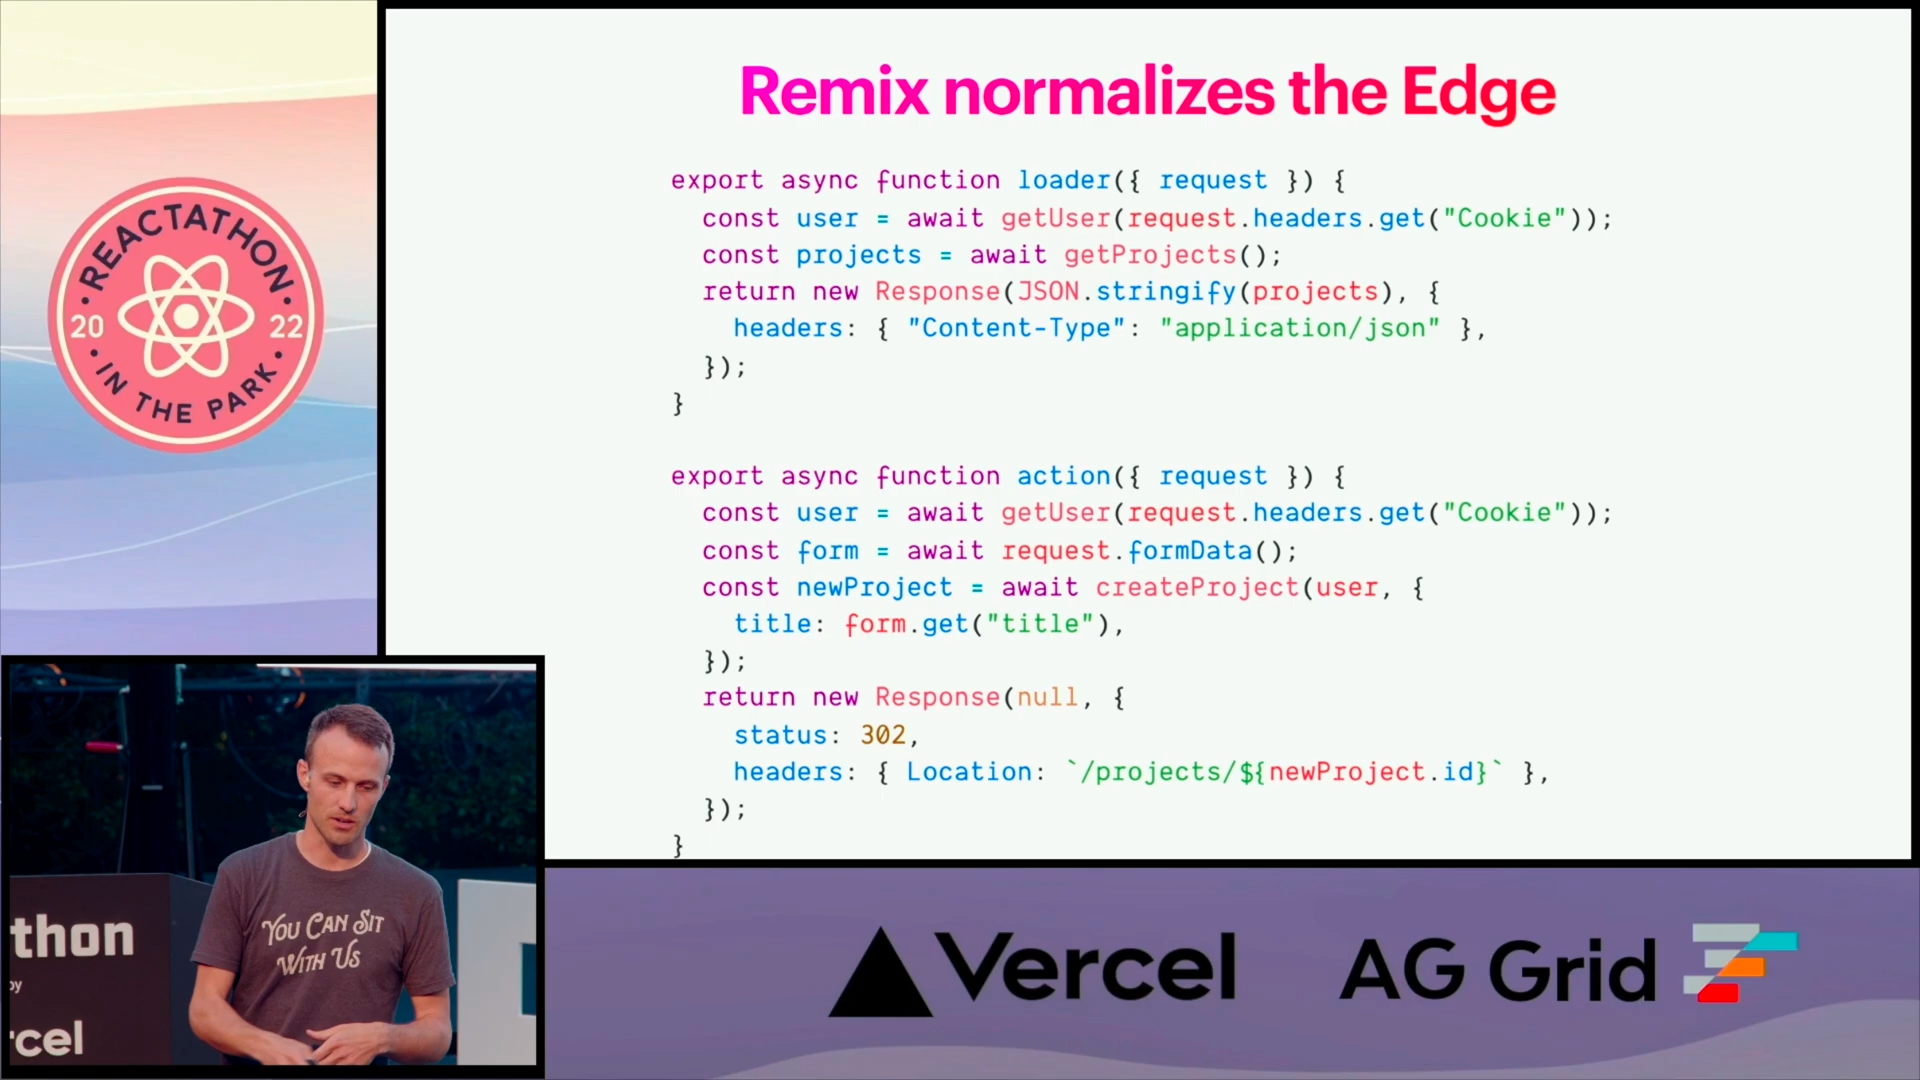 REACTATHON
20 22
IN THE PARK
Remix normalizes the Edge
export async function loader({ request }) {
  const user = await getUser(request.headers.get("Cookie"));
  const projects = await getProjects();
  return new Response(JSON.stringify(projects), {
    headers: { "Content-Type": "application/json" },
  });
}
export async function action({ request }) {
  const user = await getUser(request.headers.get("Cookie"));
  const form = await request.formData();
  const newProject = await createProject(user, {
    title: form.get("title"),
  });
  return new Response(null, {
    status: 302,
    headers: { Location: `/projects/${newProject.id}` },
  });
}
thon
by
rcel
You Can Sit
With Us
Vercel
AG Grid